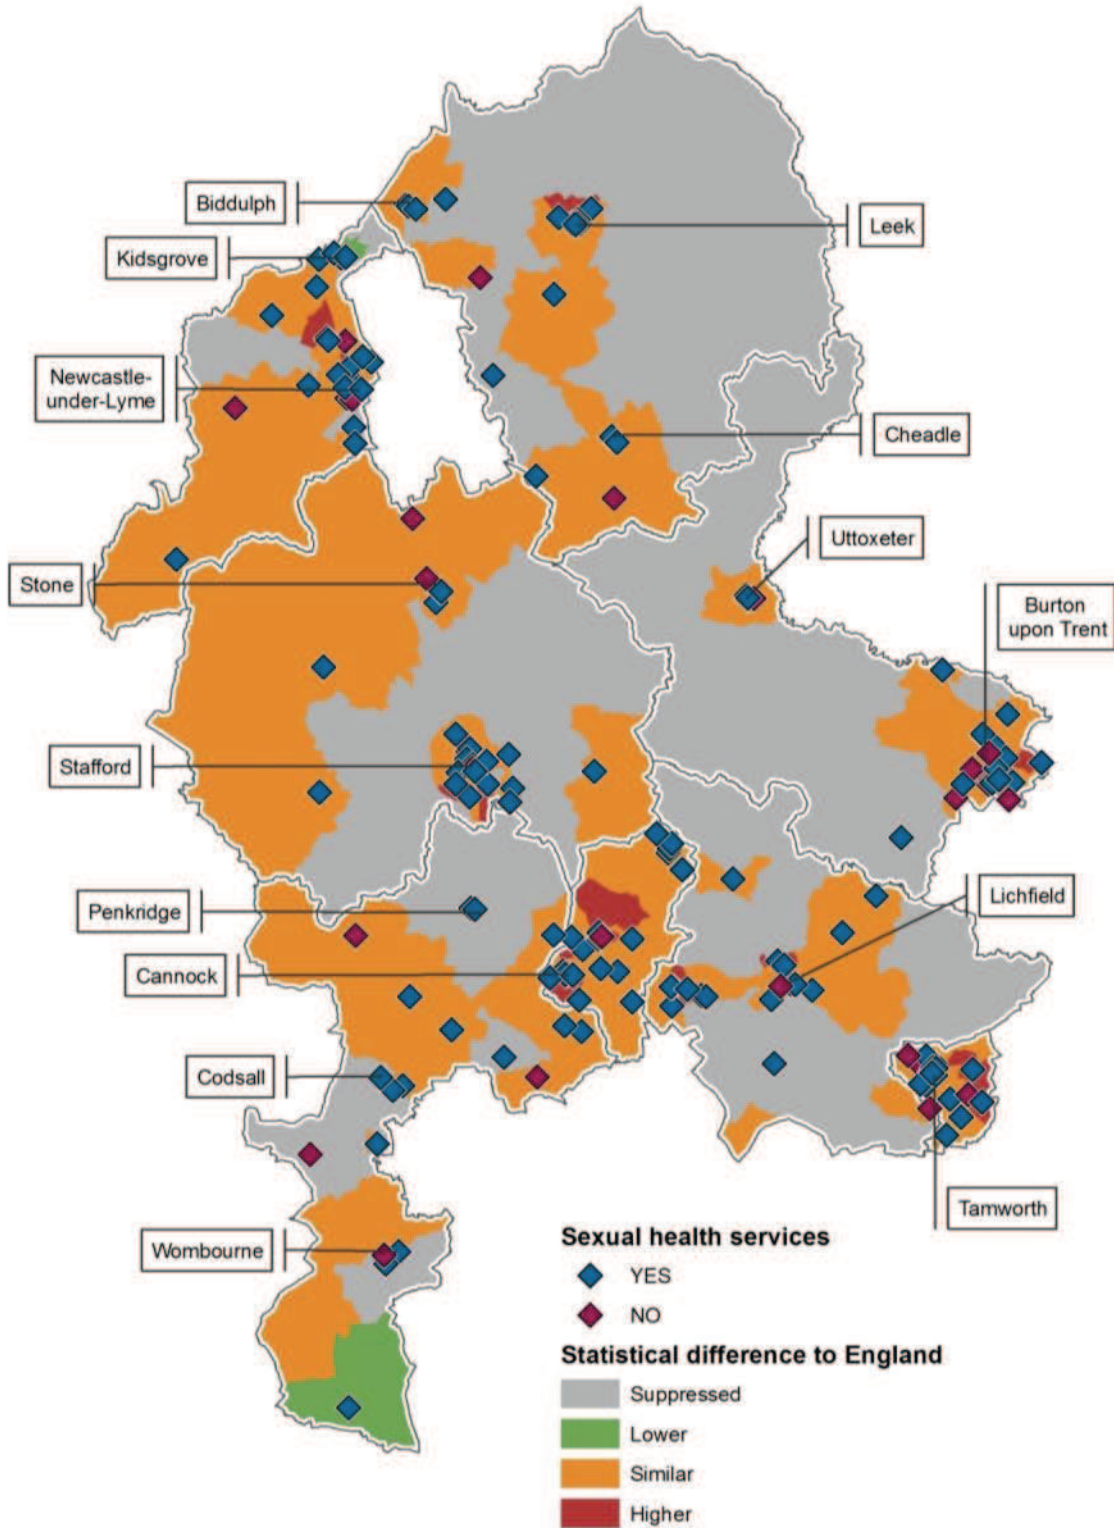 Biddulph
Leek
Kidsgrove
Newcastle-
under-Lyme
Cheadle
Uttoxeter
Stone
Burton
upon Trent
Stafford
Lichfield
Penkridge
Cannock
Codsall
Tamworth
Wombourne
Sexual health services
YES
NO
Statistical difference to England
Suppressed
Lower
Similar
Higher